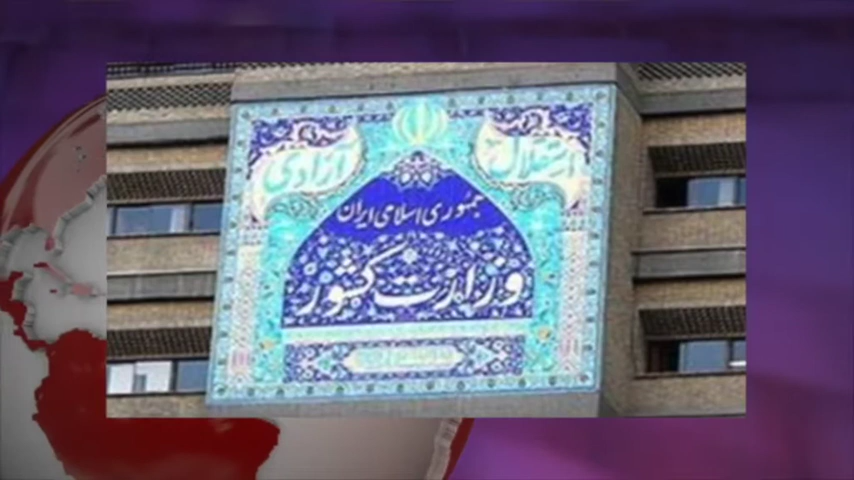 استقلال آزادی
جمهوری اسلامی ایران
وزارت کشور